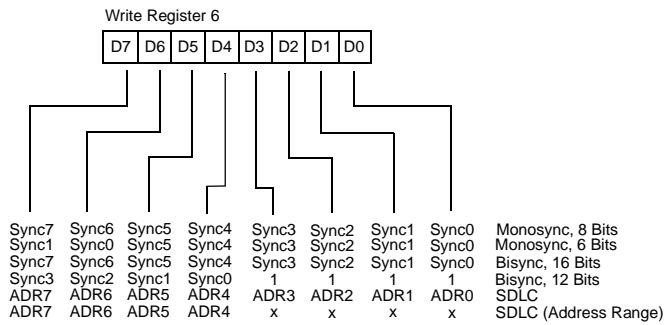 Write Register 6
D7 D6 D5 D4 D3 D2 D1 D0
Sync7 Sync6 Sync5 Sync4 Sync3 Sync2 Sync1 Sync0 Monosync, 8 Bits
Sync1 Sync0 Sync5 Sync4 Sync3 Sync2 Sync1 Sync0 Monosync, 6 Bits
Sync7 Sync6 Sync5 Sync4 Sync3 Sync2 Sync1 Sync0 Bisync, 16 Bits
Sync3 Sync2 Sync1 Sync0 1 1 1 1 Bisync, 12 Bits
ADR7 ADR6 ADR5 ADR4 ADR3 ADR2 ADR1 ADR0 SDLC
ADR7 ADR6 ADR5 ADR4 x x x x SDLC (Address Range)